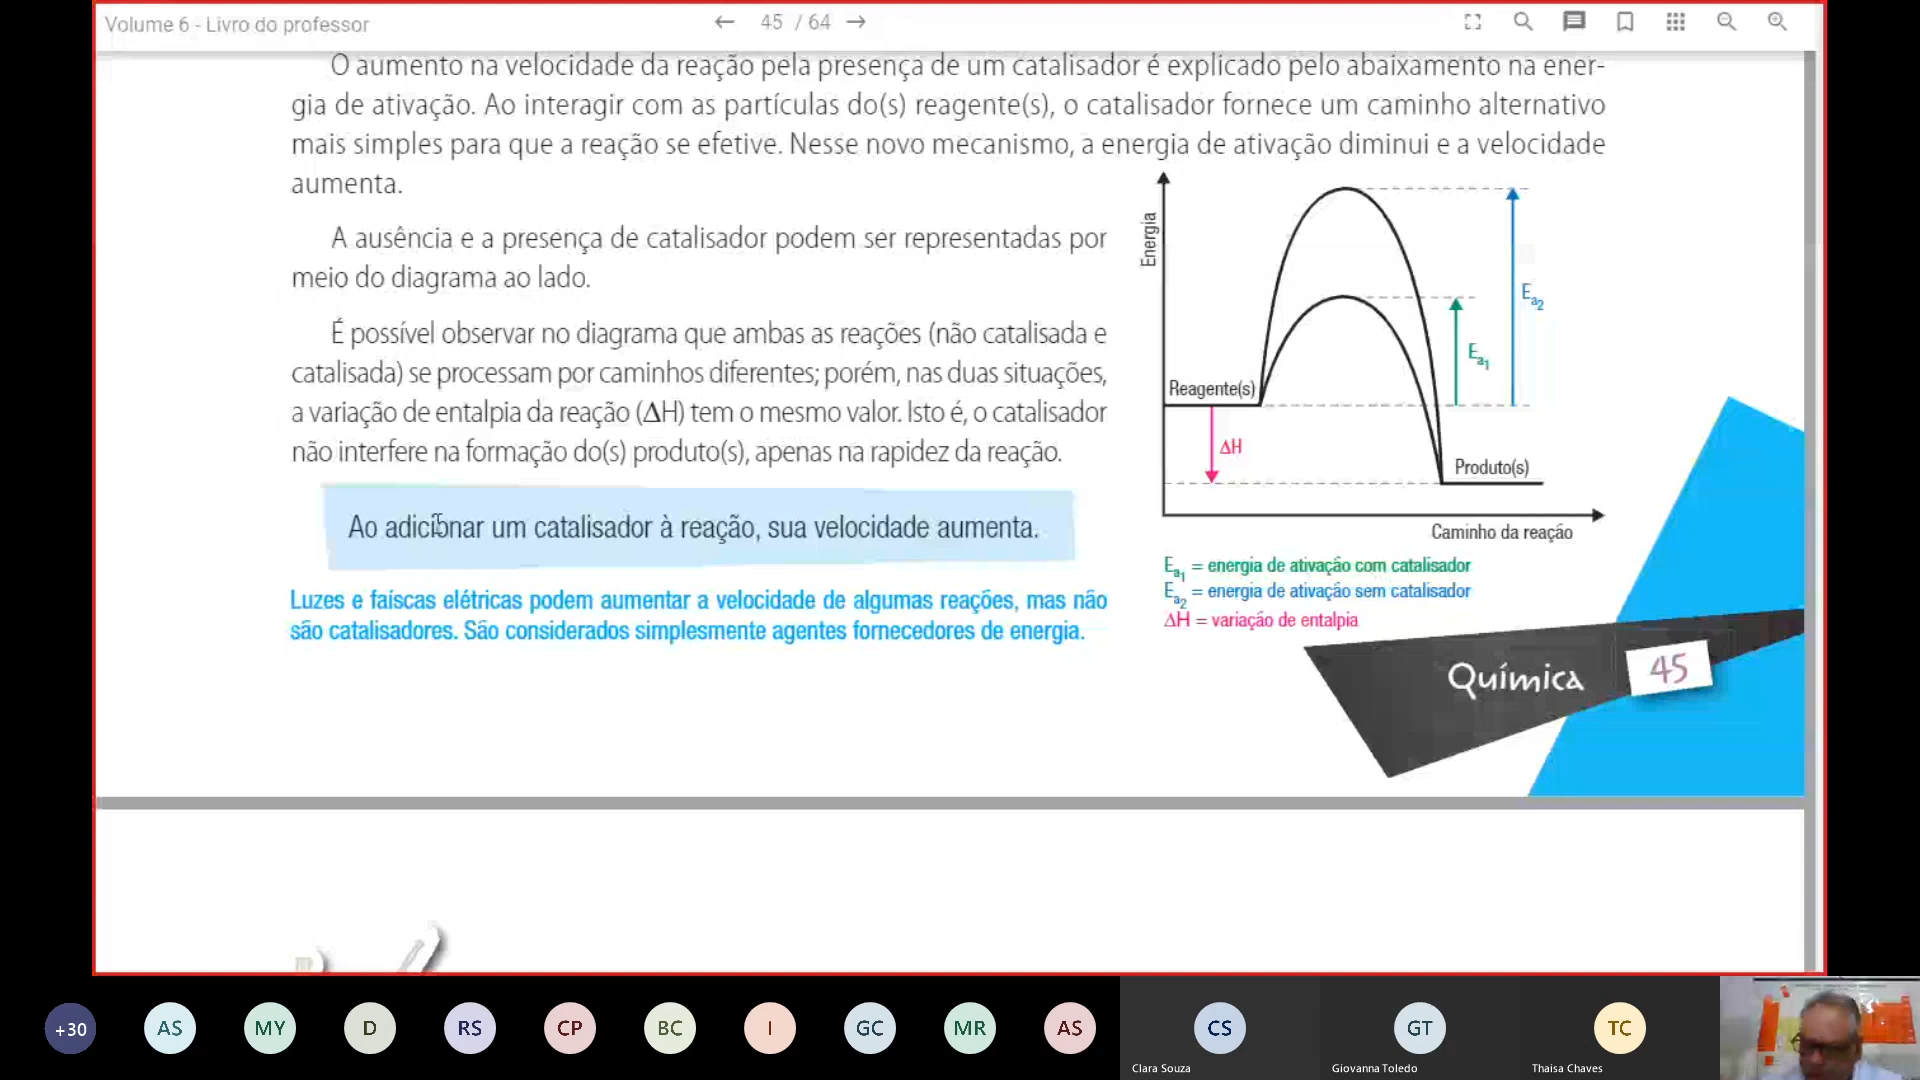 Volume 6 - Livro do professor
45 / 64
O aumento na velocidade da reação pela presença de um catalisador é explicado pelo abaixamento na ener-
gia de ativação. Ao interagir com as partículas do(s) reagente(s), o catalisador fornece um caminho alternativo
mais simples para que a reação se efetive. Nesse novo mecanismo, a energia de ativação diminui e a velocidade
aumenta.
A ausência e a presença de catalisador podem ser representadas por
meio do diagrama ao lado.
É possível observar no diagrama que ambas as reações (não catalisada e
catalisada) se processam por caminhos diferentes; porém, nas duas situações,
a variação de entalpia da reação (ΔH) tem o mesmo valor. Isto é, o catalisador
não interfere na formação do(s) produto(s), apenas na rapidez da reação.
Ao adicionar um catalisador à reação, sua velocidade aumenta.
Luzes e faíscas elétricas podem aumentar a velocidade de algumas reações, mas não
são catalisadores. São considerados simplesmente agentes fornecedores de energia.
Energia
Ea2
Ea1
Reagente(s)
ΔH
Produto(s)
Caminho da reação
Ea1 = energia de ativação com catalisador
Ea2 = energia de ativação sem catalisador
ΔH = variação de entalpia
Química 45
+30
AS
MY
D
RS
CP
BC
I
GC
MR
AS
CS
GT
TC
Clara Souza
Giovanna Toledo
Thaisa Chaves